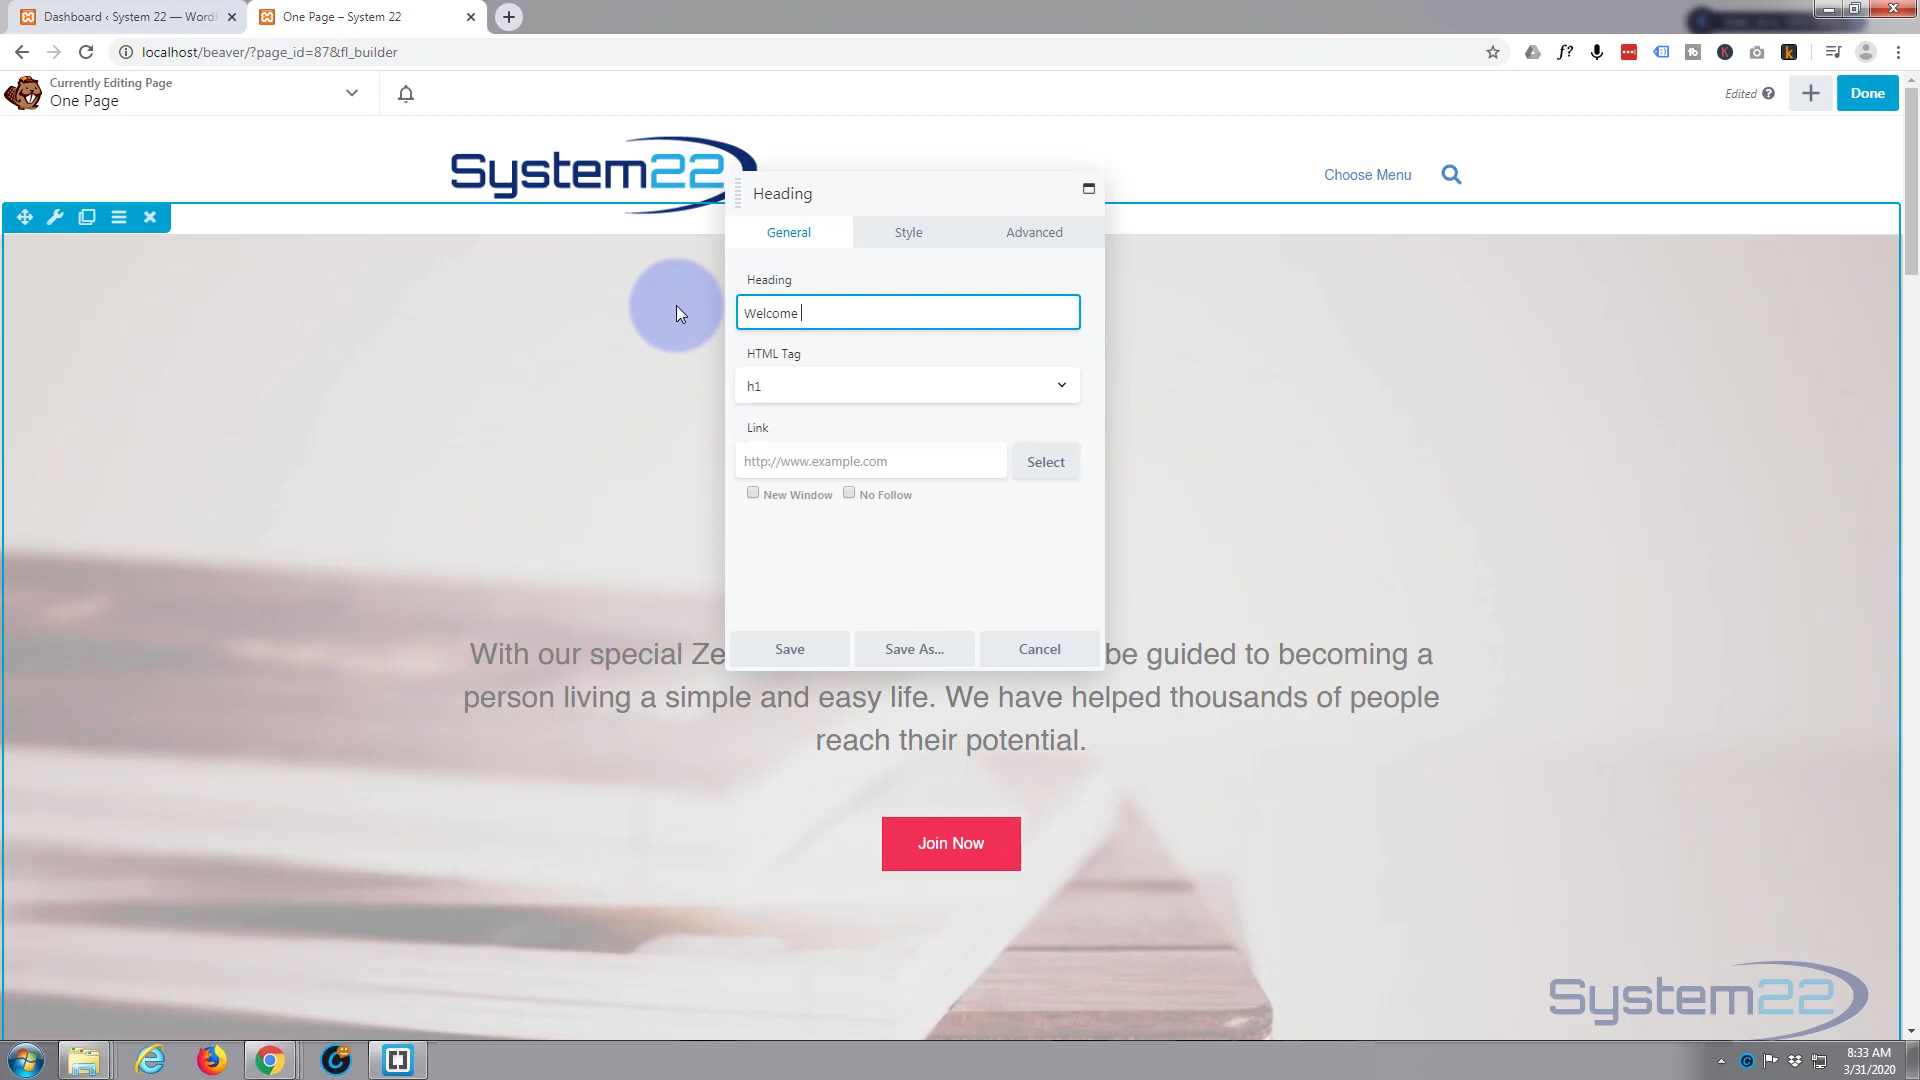 Dashboard ‹ System 22 — WordP
One Page – System 22
localhost/beaver/?page_id=87&fl_builder
Currently Editing Page
One Page
Edited
Done
System22
Choose Menu
Heading
General
Style
Advanced
Heading
Welcome
HTML Tag
h1
Link
http://www.example.com
Select
New Window
No Follow
Save
Save As...
Cancel
With our special Ze be guided to becoming a
person living a simple and easy life. We have helped thousands of people
reach their potential.
Join Now
System22
8:33 AM
3/31/2020